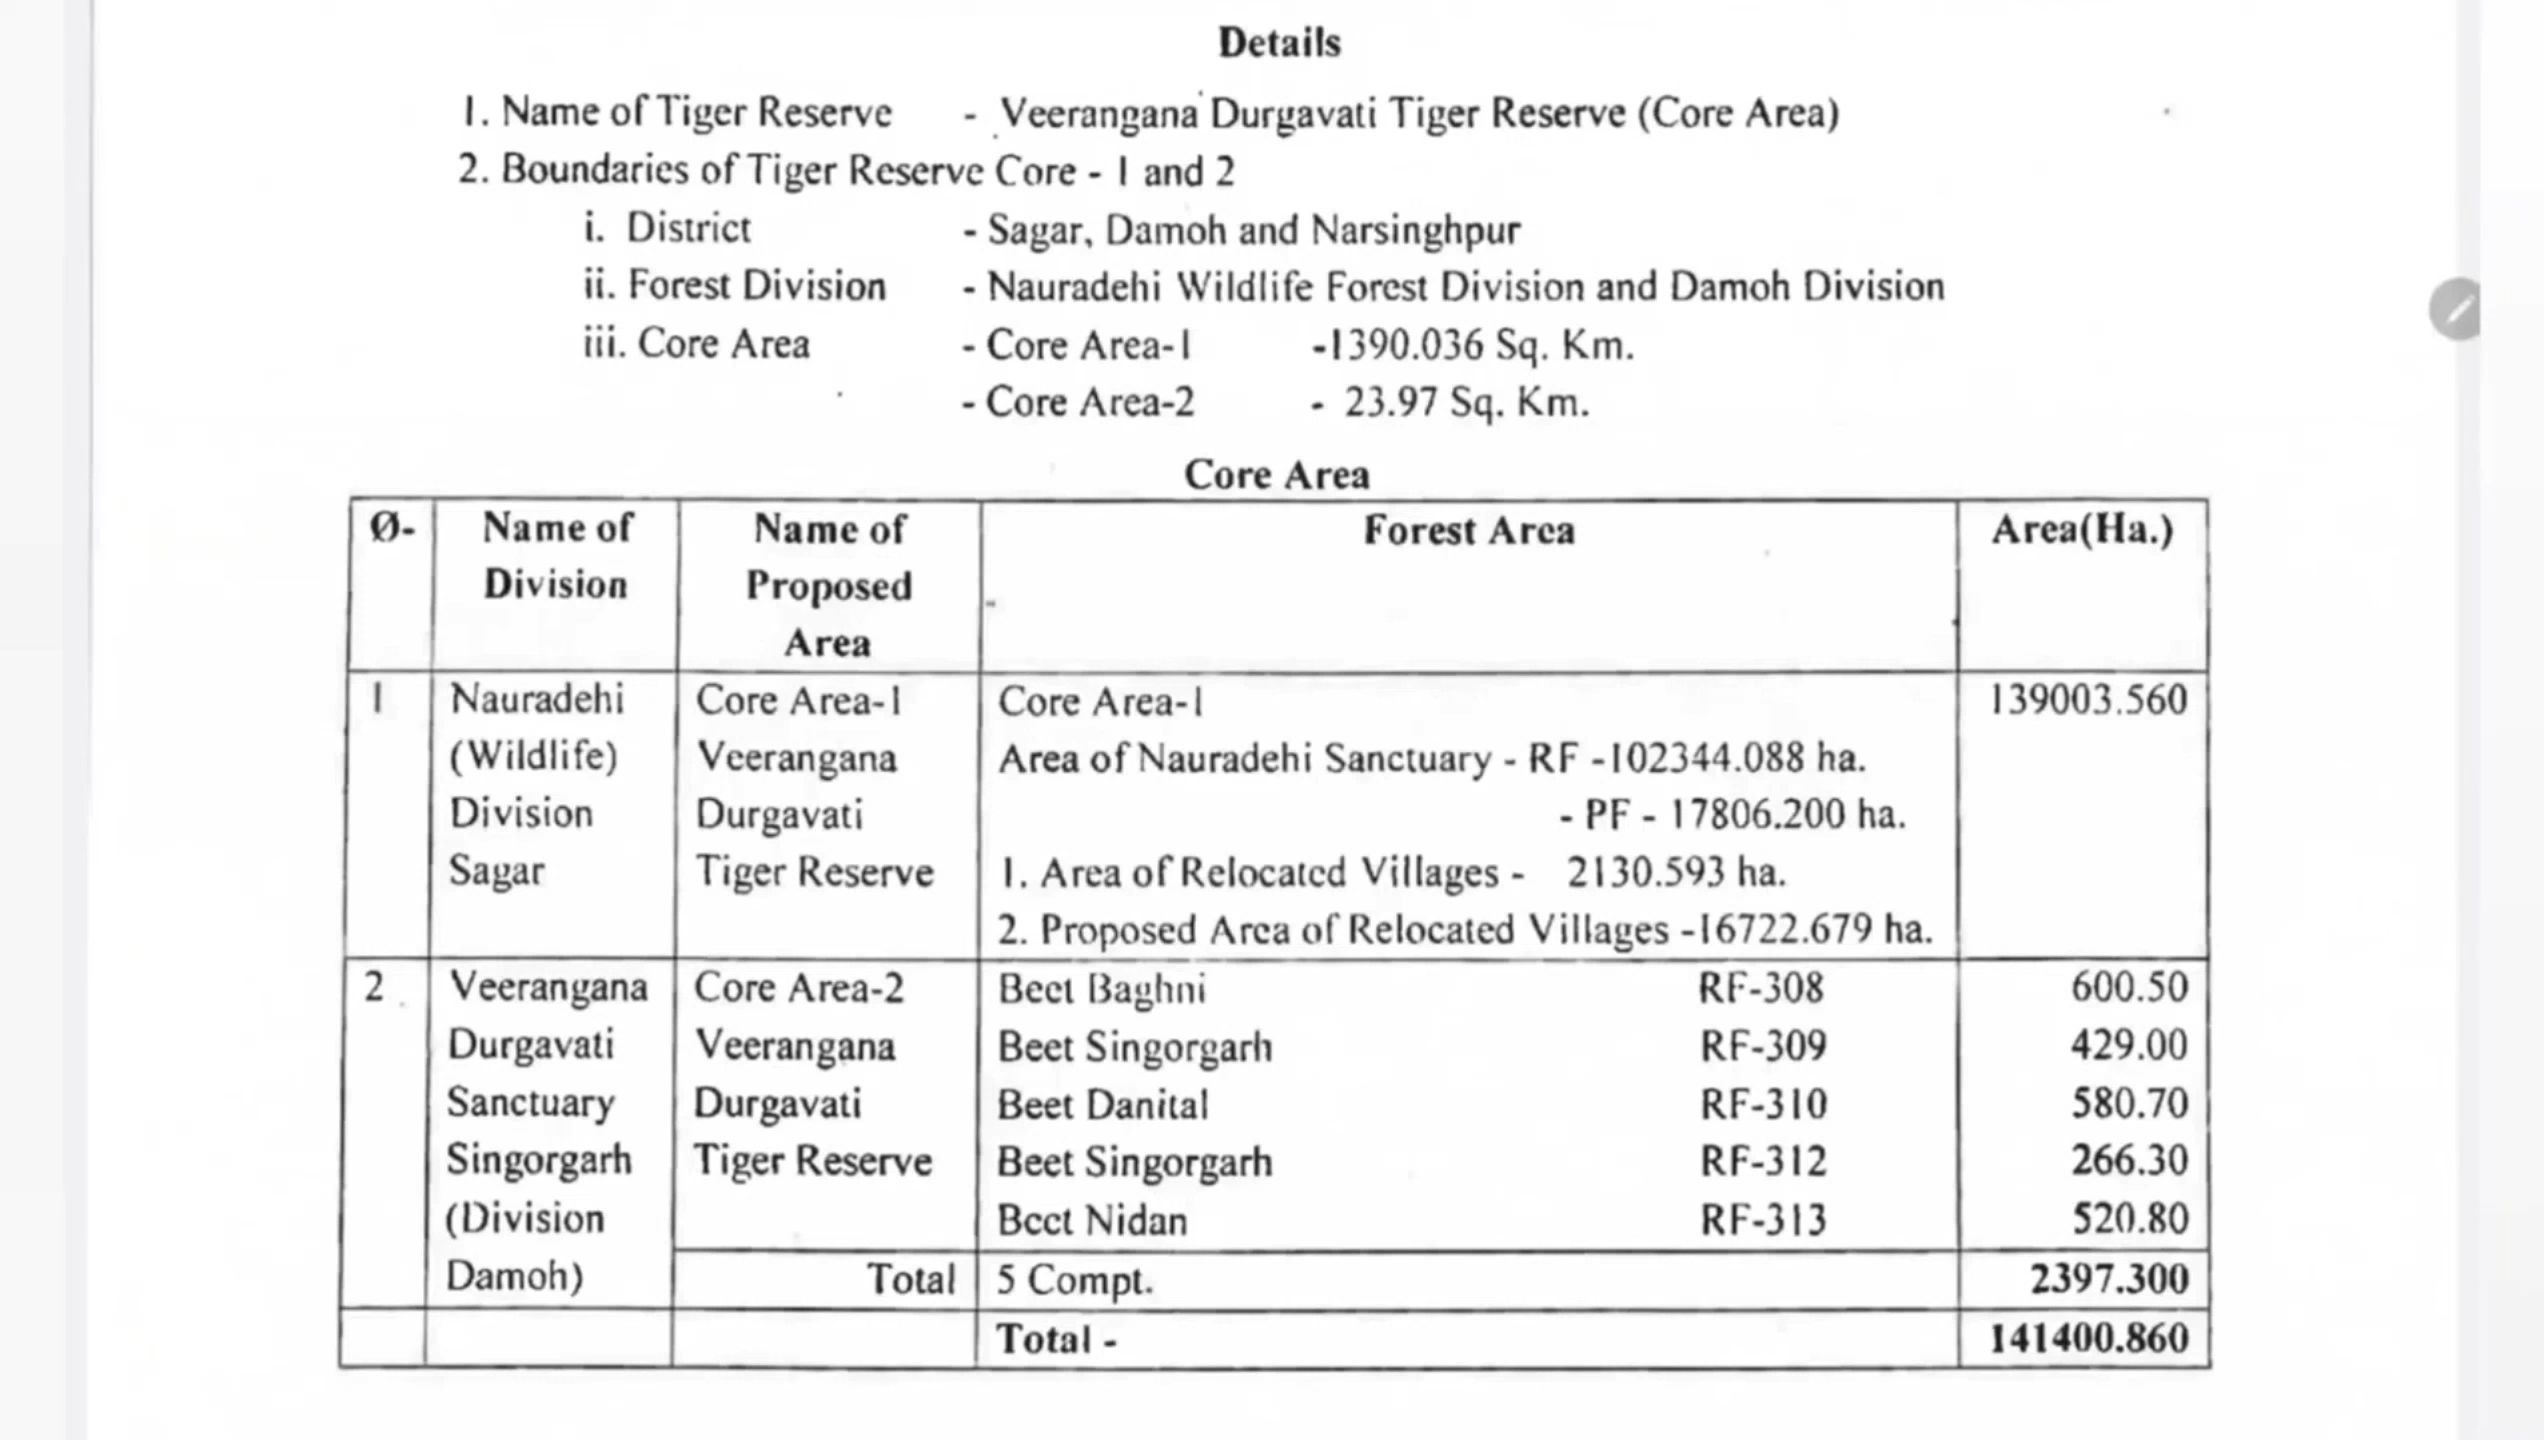 Details
1. Name of Tiger Reserve - Veerangana Durgavati Tiger Reserve (Core Area)
2. Boundaries of Tiger Reserve Core - 1 and 2
i. District - Sagar, Damoh and Narsinghpur
ii. Forest Division - Nauradehi Wildlife Forest Division and Damoh Division
iii. Core Area - Core Area-1 -1390.036 Sq. Km.
- Core Area-2 - 23.97 Sq. Km.
Core Area
Ø- Name of Division Name of Proposed Area Forest Area Area(Ha.)
1 Nauradehi Core Area-1 Core Area-1 139003.560
(Wildlife) Veerangana Area of Nauradehi Sanctuary - RF -102344.088 ha.
Division Durgavati - PF - 17806.200 ha.
Sagar Tiger Reserve 1. Area of Relocated Villages - 2130.593 ha.
2. Proposed Area of Relocated Villages -16722.679 ha.
2 Veerangana Core Area-2 Beet Baghni RF-308 600.50
Durgavati Veerangana Beet Singorgarh RF-309 429.00
Sanctuary Durgavati Beet Danital RF-310 580.70
Singorgarh Tiger Reserve Beet Singorgarh RF-312 266.30
(Division Beet Nidan RF-313 520.80
Damoh) Total 5 Compt. 2397.300
Total - 141400.860